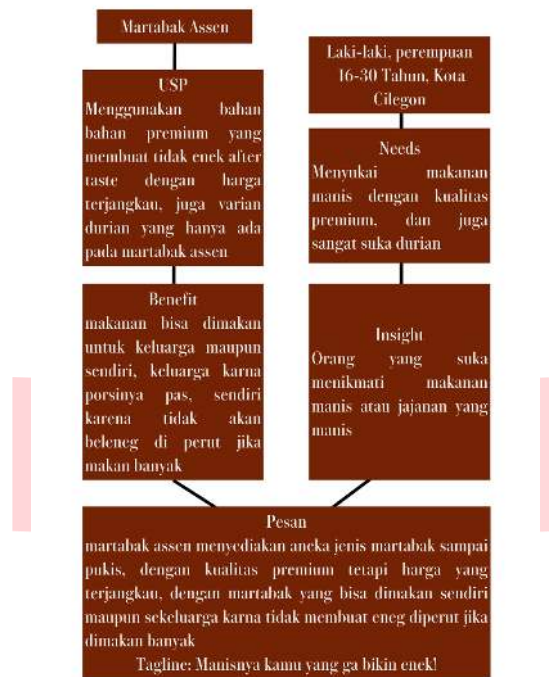 Martabak Assen
USP
Menggunakan bahan
bahan premium yang
membuat tidak enek after
taste dengan harga
terjangkau, juga varian
durian yang hanya ada
pada martabak assen
Benefit
makanan bisa dimakan
untuk keluarga maupun
sendiri, keluarga karna
porsinya pas, sendiri
karena tidak akan
beleneg di perut jika
makan banyak
Laki-laki, perempuan
16-30 Tahun, Kota
Cilegon
Needs
Menyukai makanan
manis dengan kualitas
premium, dan juga
sangat suka durian
Insight
Orang yang suka
menikmati makanan
manis atau jajanan yang
manis
Pesan
martabak assen menyediakan aneka jenis martabak sampai
pukis, dengan kualitas premium tetapi harga yang
terjangkau, dengan martabak yang bisa dimakan sendiri
maupun sekeluarga karna tidak membuat eneg diperut jika
dimakan banyak
Tagline: Manisnya kamu yang ga bikin enek!